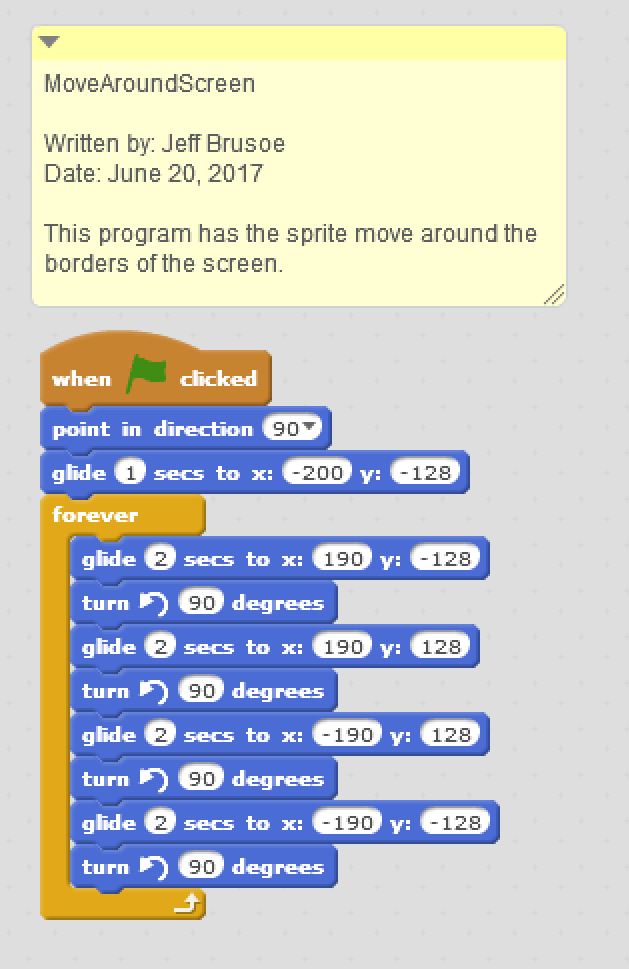 MoveAroundScreen
Written by: Jeff Brusoe
Date: June 20, 2017
This program has the sprite move around the
borders of the screen.
when clicked
point in direction 90
glide 1 secs to x: -200 y: -128
forever
glide 2 secs to x: 190 y: -128
turn 90 degrees
glide 2 secs to x: 190 y: 128
turn 90 degrees
glide 2 secs to x: -190 y: 128
turn 90 degrees
glide 2 secs to x: -190 y: -128
turn 90 degrees